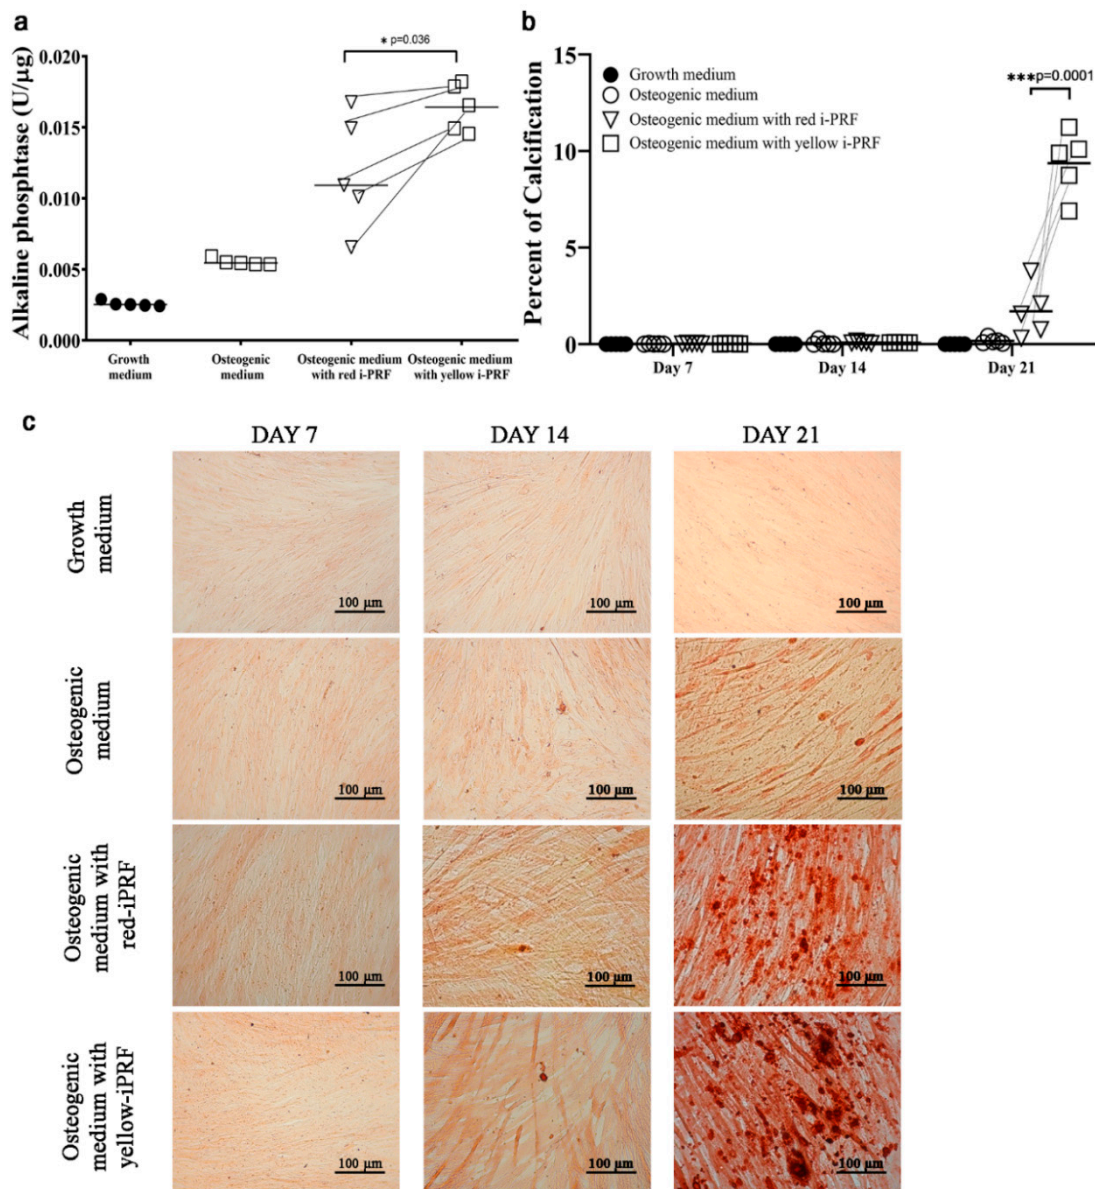 a
Alkaline phosphtase (U/µg)
0.020
0.015
0.010
0.005
0.000
* p=0.036
Growth
medium
Osteogenic
medium
Osteogenic medium
with red i-PRF
Osteogenic medium
with yellow i-PRF
b
Percent of Calcification
15
10
5
0
Growth medium
Osteogenic medium
Osteogenic medium with red i-PRF
Osteogenic medium with yellow i-PRF
***p=0.0001
Day 7
Day 14
Day 21
c
DAY 7
DAY 14
DAY 21
Growth
medium
100 µm
100 µm
100 µm
Osteogenic
medium
100 µm
100 µm
100 µm
Osteogenic
medium with
red-iPRF
100 µm
100 µm
100 µm
Osteogenic
medium with
yellow-iPRF
100 µm
100 µm
100 µm